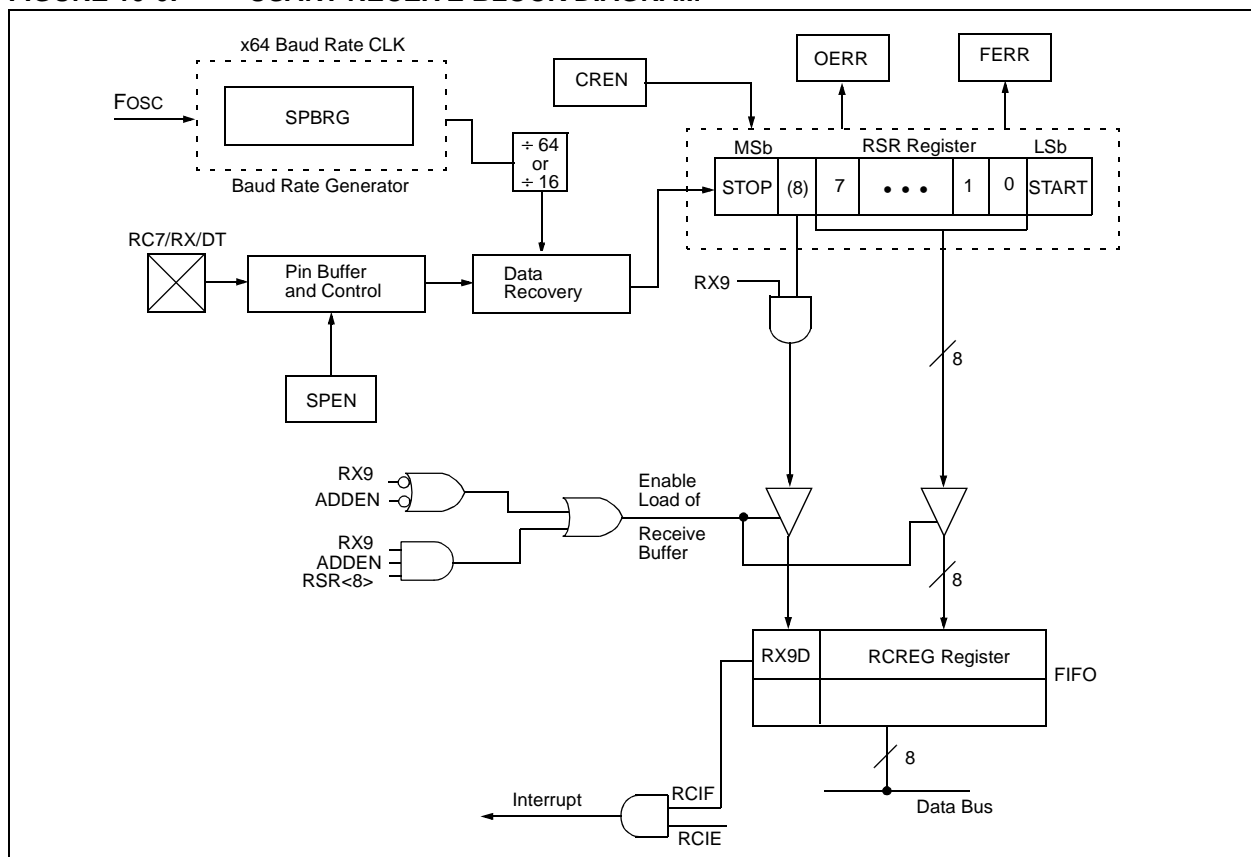 x64 Baud Rate CLK
FOSC
SPBRG
Baud Rate Generator
÷ 64
or
÷ 16
CREN
OERR
FERR
MSb
RSR Register
LSb
STOP (8) 7 • • • 1 0 START
RC7/RX/DT
Pin Buffer
and Control
Data
Recovery
RX9
SPEN
8
RX9
ADDEN
RX9
ADDEN
RSR<8>
Enable
Load of
Receive
Buffer
8
RX9D
RCREG Register
FIFO
8
Data Bus
Interrupt
RCIF
RCIE